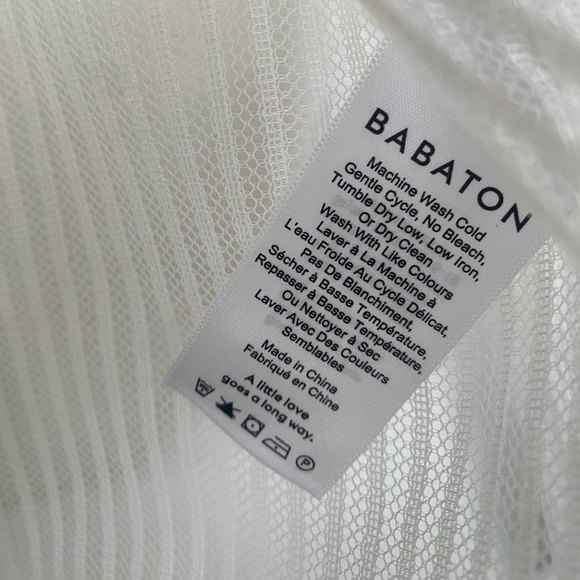 BABATON
Machine Wash Cold
Gentle Cycle, No Bleach,
Tumble Dry Low, Low Iron,
Or Dry Clean
Wash With Like Colours
Laver à La Machine à
L'eau Froide Au Cycle Délicat,
Pas De Blanchiment,
Sécher à Basse Température,
Repasser à Basse Température,
Ou Nettoyer à Sec
Laver Avec Des Couleurs
Semblables
Made in China
Fabriqué en Chine
A little love
goes a long way.
P